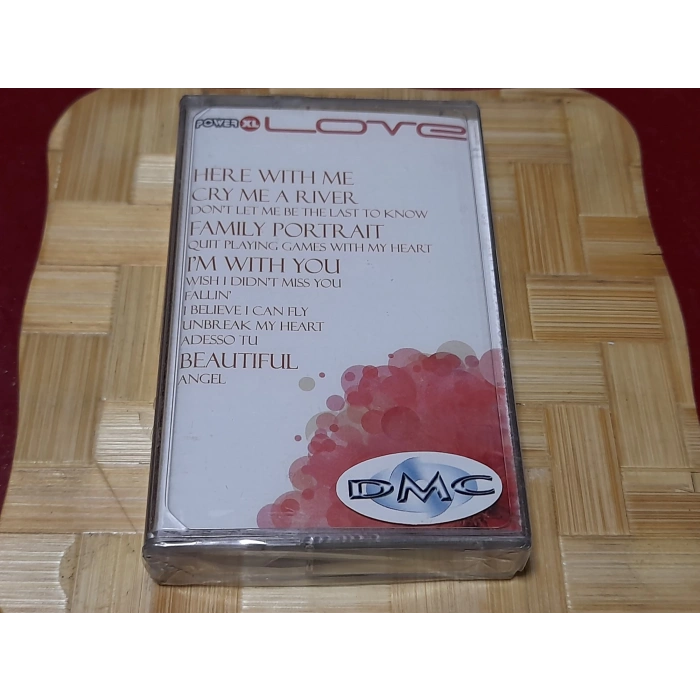 POWER XL LOVE
HERE WITH ME
CRY ME A RIVER
DON'T LET ME BE THE LAST TO KNOW
FAMILY PORTRAIT
QUIT PLAYING GAMES WITH MY HEART
I'M WITH YOU
WISH I DIDN'T MISS YOU
FALLIN'
I BELIEVE I CAN FLY
UNBREAK MY HEART
ADESSO TU
BEAUTIFUL
ANGEL
DMC